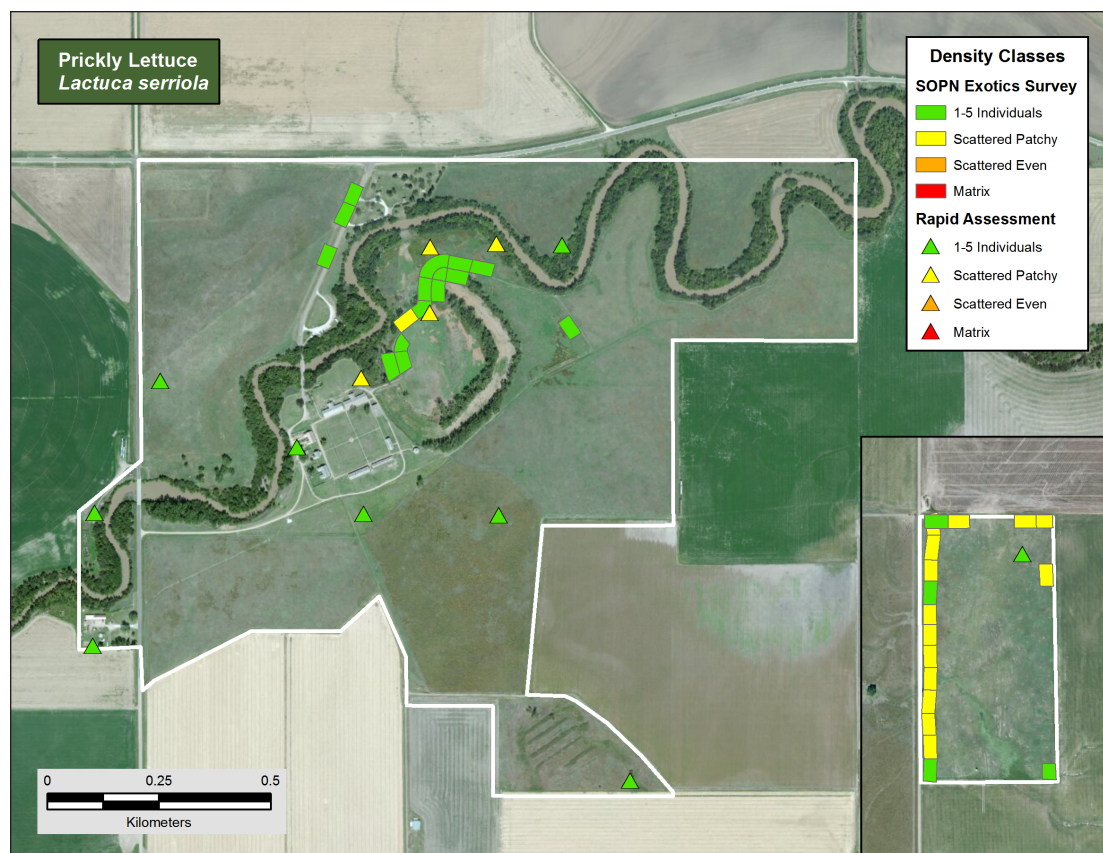 Prickly Lettuce
Lactuca serriola
Density Classes
SOPN Exotics Survey
1-5 Individuals
Scattered Patchy
Scattered Even
Matrix
Rapid Assessment
1-5 Individuals
Scattered Patchy
Scattered Even
Matrix
0 0.25 0.5
Kilometers